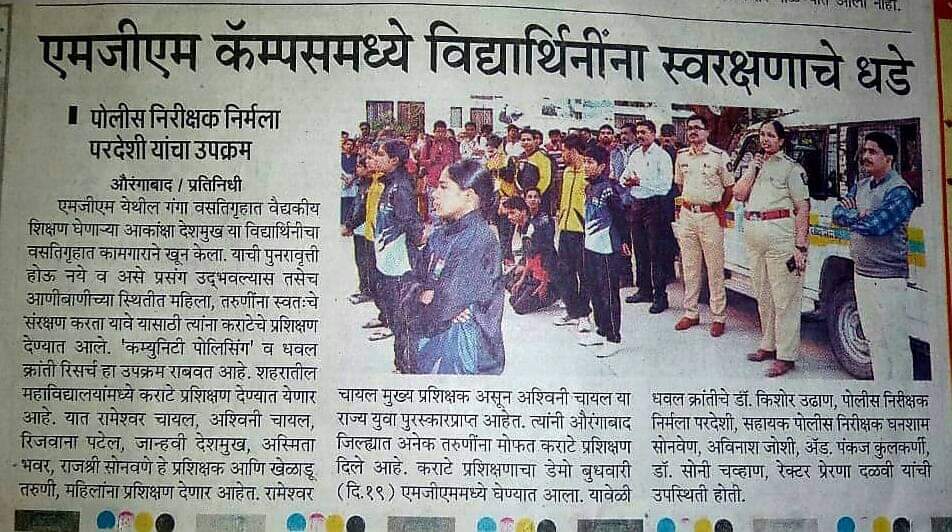 आला नाही.
एमजीएम कॅम्पसमध्ये विद्यार्थिनींना स्वरक्षणाचे धडे
पोलीस निरीक्षक निर्मला
परदेशी यांचा उपक्रम
औरंगाबाद / प्रतिनिधी
एमजीएम येथील गंगा वसतिगृहात वैद्यकीय
शिक्षण घेणाऱ्या आकांक्षा देशमुख या विद्यार्थिनीचा
वसतिगृहात कामगाराने खून केला. याची पुनरावृत्ती
होऊ नये व असे प्रसंग उद्भवल्यास तसेच
आणीबाणीच्या स्थितीत महिला, तरुणींना स्वतःचे
संरक्षण करता यावे यासाठी त्यांना कराटेचे प्रशिक्षण
देण्यात आले. 'कम्युनिटी पोलिसिंग' व धवल
क्रांती रिसर्च हा उपक्रम राबवत आहे. शहरातील
महाविद्यालयांमध्ये कराटे प्रशिक्षण देण्यात येणार
आहे. यात रामेश्वर चायल, अश्विनी चायल,
रिजवाना पटेल, जान्हवी देशमुख, अस्मिता
भवर, राजश्री सोनवणे हे प्रशिक्षक आणि खेळाडू
तरुणी, महिलांना प्रशिक्षण देणार आहेत. रामेश्वर
चायल मुख्य प्रशिक्षक असून अश्विनी चायल या
राज्य युवा पुरस्कारप्राप्त आहेत. त्यांनी औरंगाबाद
जिल्ह्यात अनेक तरुणींना मोफत कराटे प्रशिक्षण
दिले आहे. कराटे प्रशिक्षणाचा डेमो बुधवारी
(दि.१९) एमजीएममध्ये घेण्यात आला. यावेळी
धवल क्रांतीचे डॉ. किशोर उढाण, पोलीस निरीक्षक
निर्मला परदेशी, सहायक पोलीस निरीक्षक घनशाम
सोनवणे, अविनाश जोशी, अ‍ॅड. पंकज कुलकर्णी,
डॉ. सोनी चव्हाण, रेक्टर प्रेरणा दळवी यांची
उपस्थिती होती.